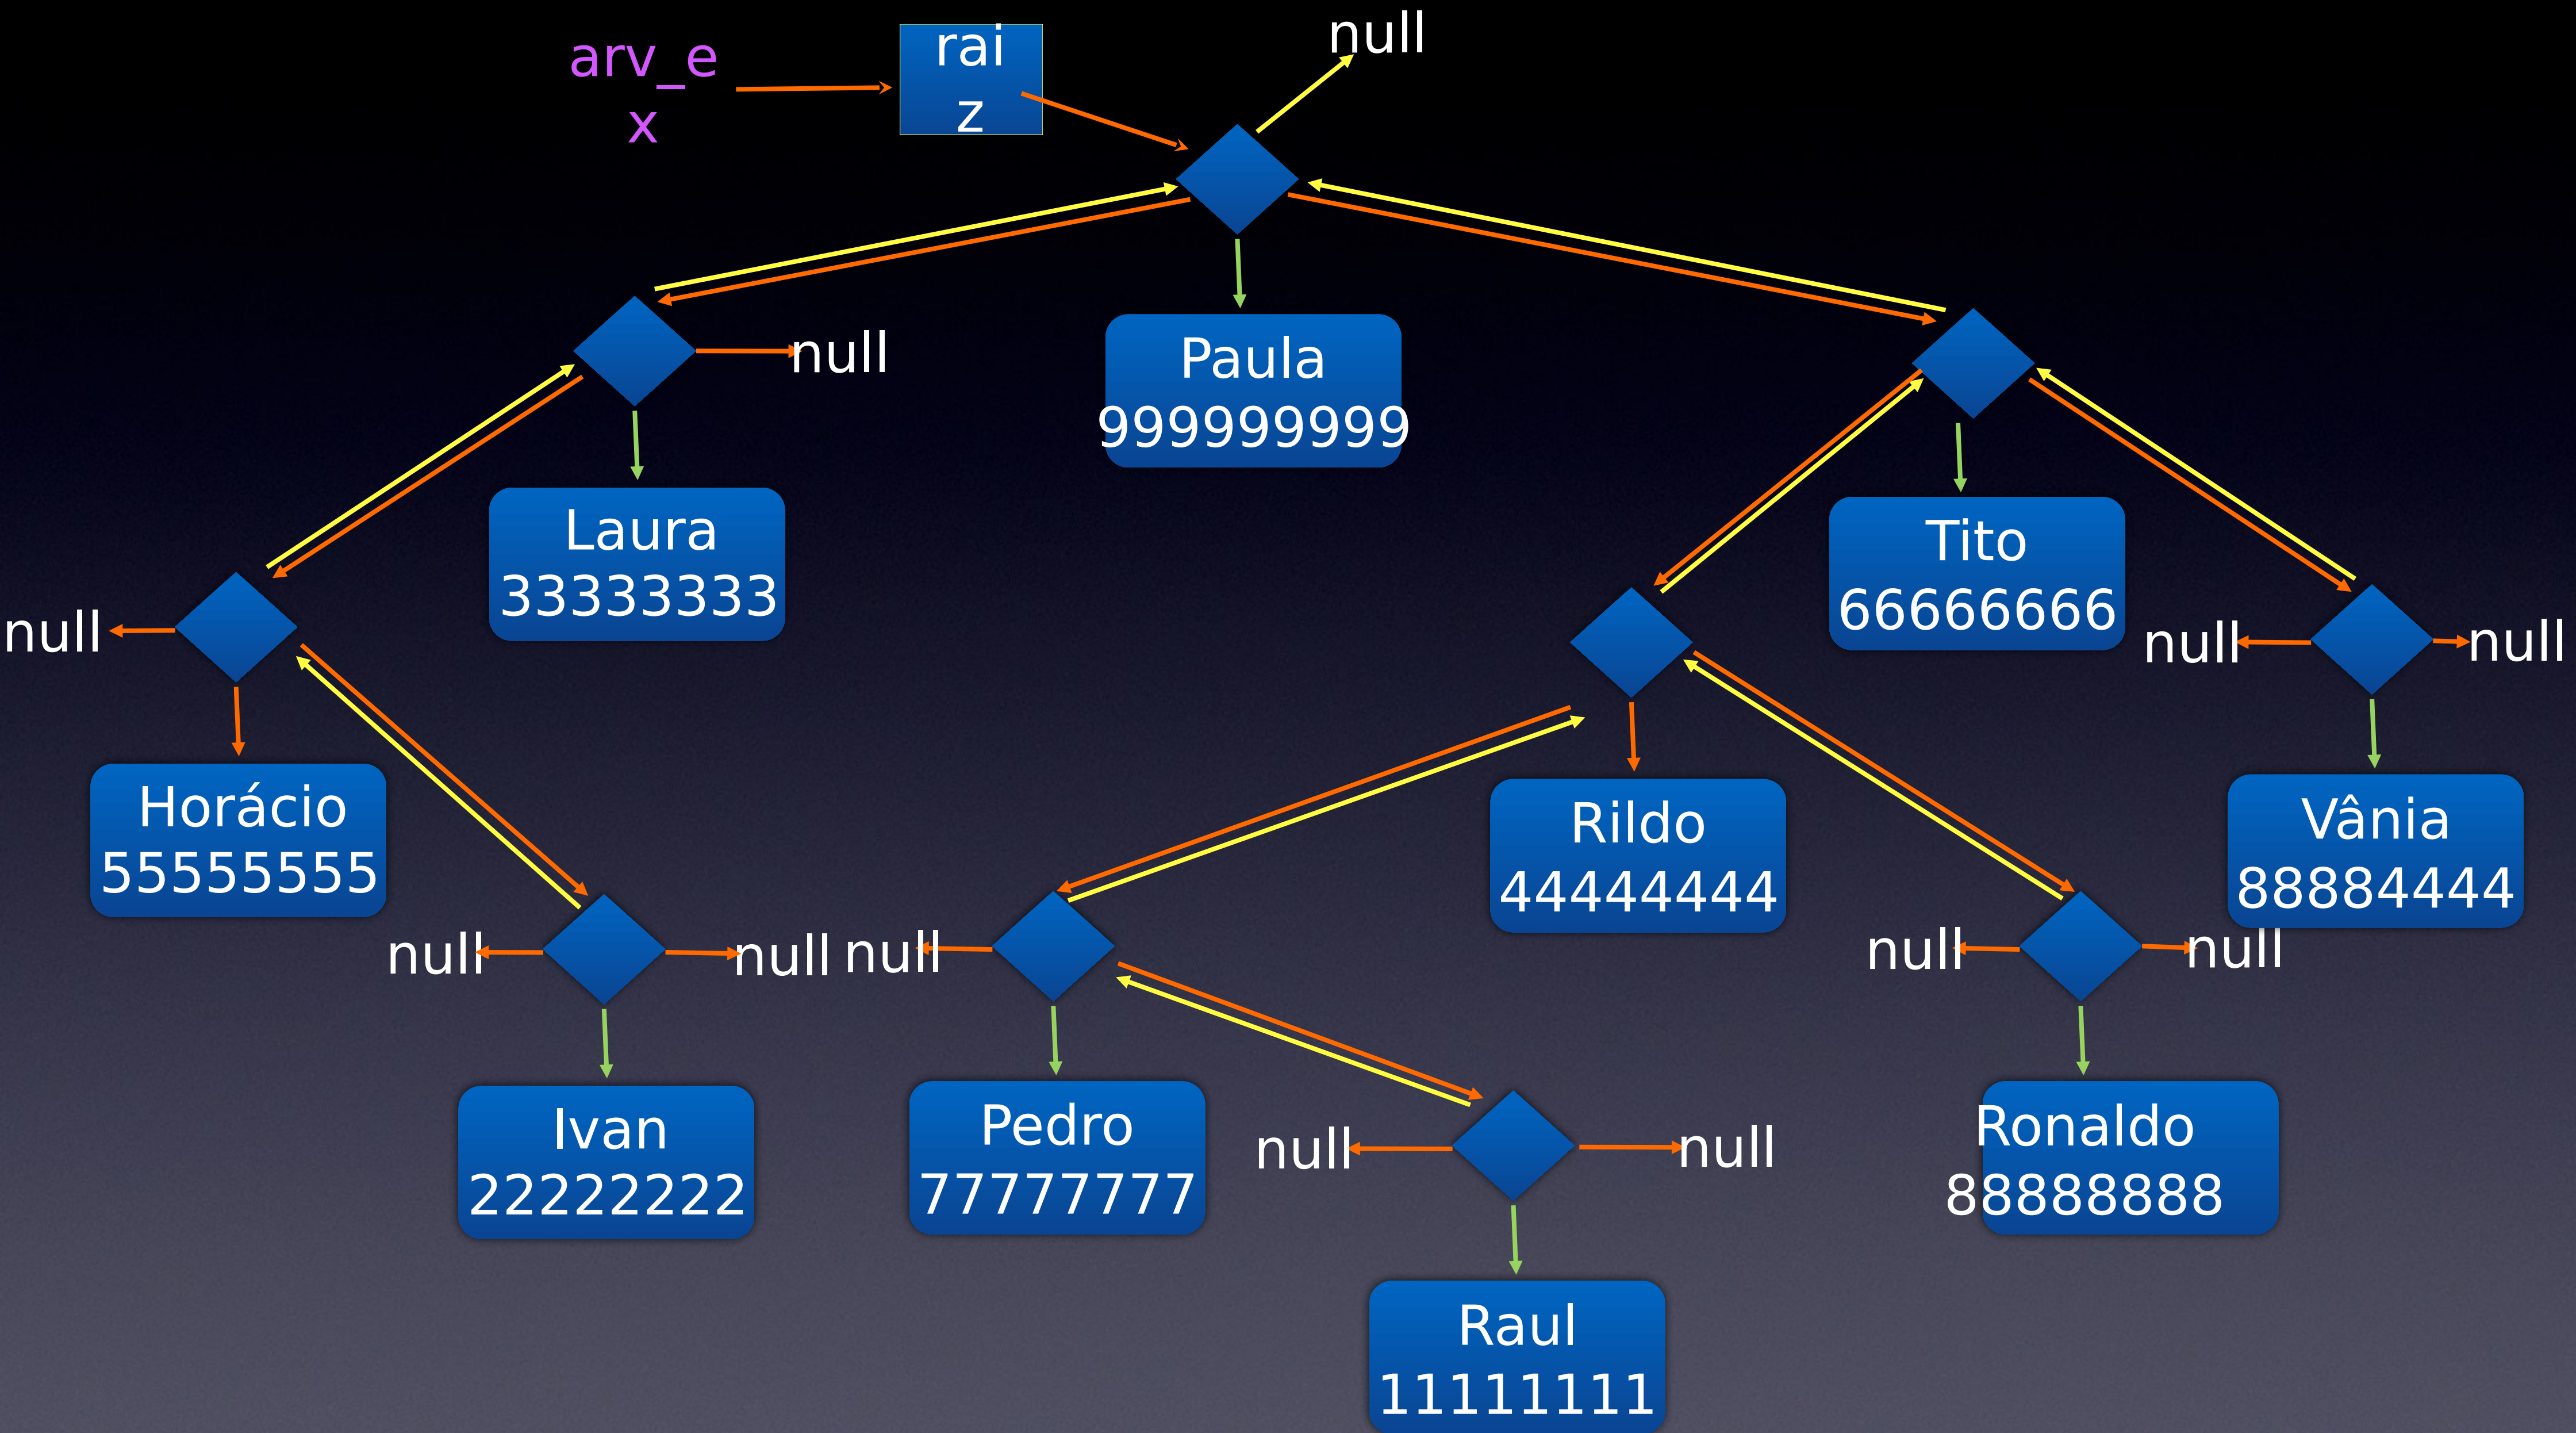 arv_e
x
rai
z
null
null
Paula
999999999
Laura
33333333
Tito
66666666
null
null
null
Horácio
55555555
Rildo
44444444
Vânia
88884444
null
null
null
null
null
Ivan
22222222
Pedro
77777777
null
null
Ronaldo
88888888
Raul
11111111